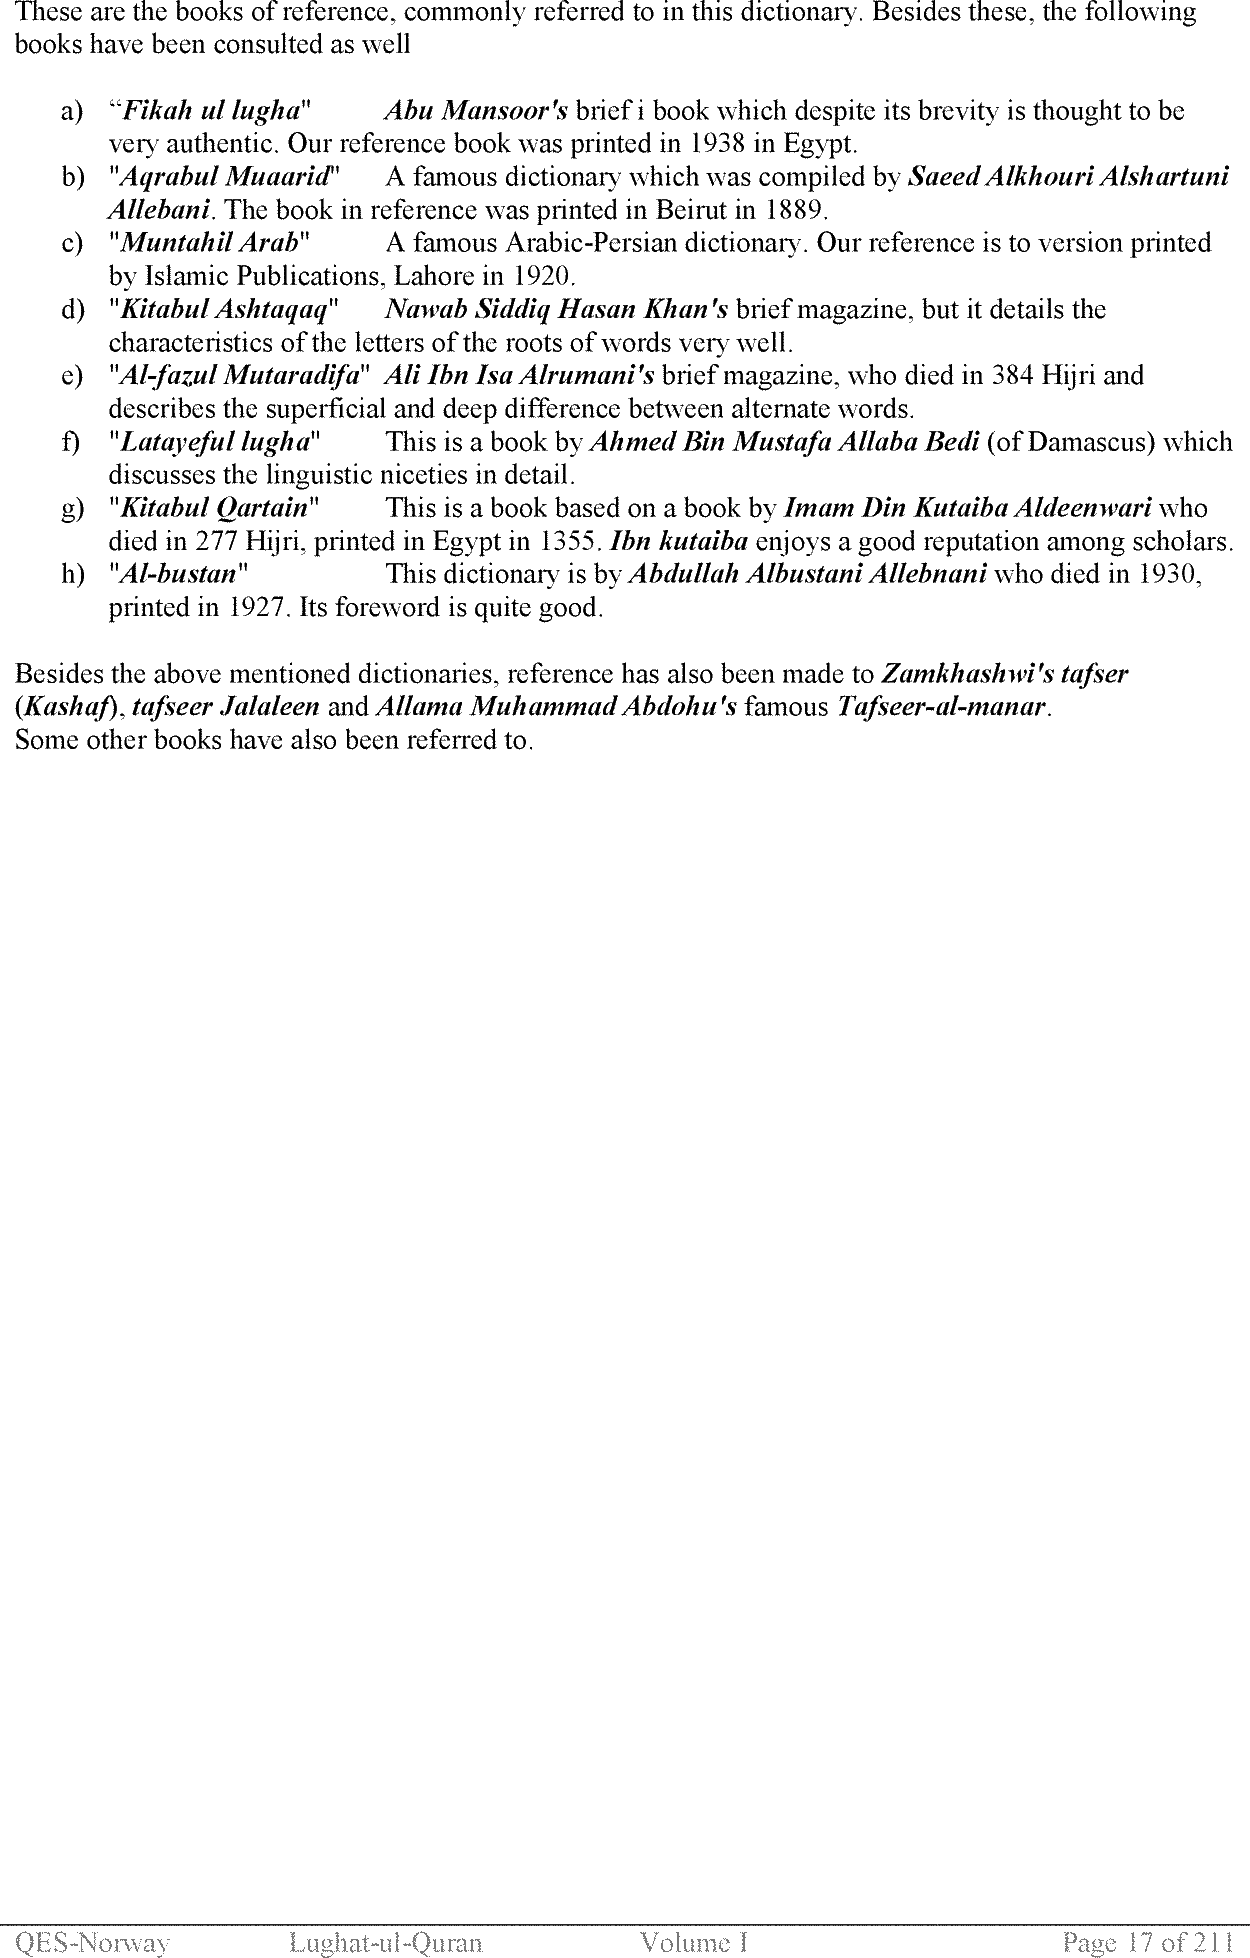 These are the books of reference, commonly referred to in this dictionary. Besides these, the following
books have been consulted as well
a) “Fikah ul lugha" Abu Mansoor's brief i book which despite its brevity is thought to be
very authentic. Our reference book was printed in 1938 in Egypt.
b) "Aqrabul Muaarid" A famous dictionary which was compiled by Saeed Alkhouri Alshartuni
Allebani. The book in reference was printed in Beirut in 1889.
c) "Muntahil Arab" A famous Arabic-Persian dictionary. Our reference is to version printed
by Islamic Publications, Lahore in 1920.
d) "Kitabul Ashtaqaq" Nawab Siddiq Hasan Khan's brief magazine, but it details the
characteristics of the letters of the roots of words very well.
e) "Al-fazul Mutaradifa" Ali Ibn Isa Alrumani's brief magazine, who died in 384 Hijri and
describes the superficial and deep difference between alternate words.
f) "Latayeful lugha" This is a book by Ahmed Bin Mustafa Allaba Bedi (of Damascus) which
discusses the linguistic niceties in detail.
g) "Kitabul Qartain" This is a book based on a book by Imam Din Kutaiba Aldeenwari who
died in 277 Hijri, printed in Egypt in 1355. Ibn kutaiba enjoys a good reputation among scholars.
h) "Al-bustan" This dictionary is by Abdullah Albustani Allebnani who died in 1930,
printed in 1927. Its foreword is quite good.
Besides the above mentioned dictionaries, reference has also been made to Zamkhashwi's tafser
(Kashaf), tafseer Jalaleen and Allama Muhammad Abdohu's famous Tafseer-al-manar.
Some other books have also been referred to.
QES-Norway Lughat-ul-Quran Volume I Page 17 of 211